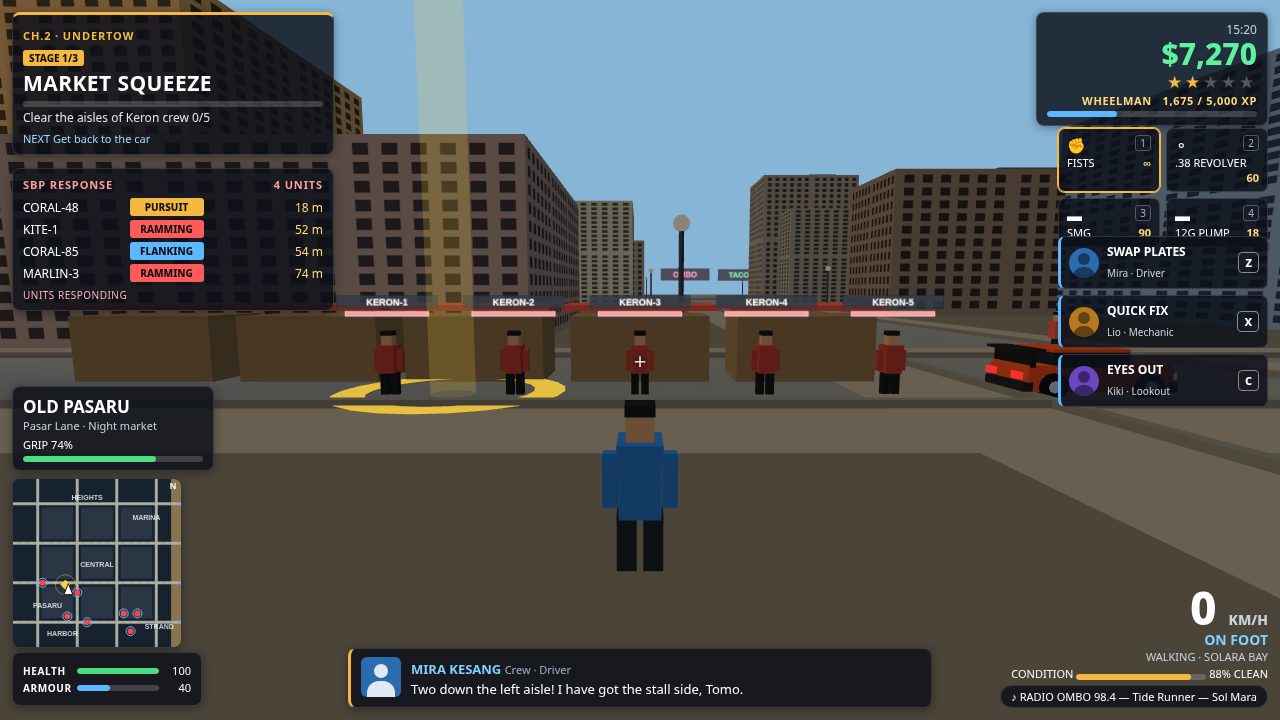 CH.2 · UNDERTOW
STAGE 1/3
MARKET SQUEEZE
Clear the aisles of Keron crew 0/5
NEXT Get back to the car
SBP RESPONSE 4 UNITS
CORAL-48 PURSUIT 18 m
KITE-1 RAMMING 52 m
CORAL-85 FLANKING 54 m
MARLIN-3 RAMMING 74 m
UNITS RESPONDING
15:20
$7,270
WHEELMAN 1,675 / 5,000 XP
1
FISTS ∞
2
.38 REVOLVER
60
3
SMG 90
4
12G PUMP 18
SWAP PLATES
Mira · Driver
Z
QUICK FIX
Lio · Mechanic
X
EYES OUT
Kiki · Lookout
C
OMBO
TACO
KERON-1
KERON-2
KERON-3
KERON-4
KERON-5
OLD PASARU
Pasar Lane · Night market
GRIP 74%
N
HEIGHTS
MARINA
CENTRAL
PASARU
STRAND
HARBOR
HEALTH 100
ARMOUR 40
MIRA KESANG Crew · Driver
Two down the left aisle! I have got the stall side, Tomo.
0 KM/H
ON FOOT
WALKING · SOLARA BAY
CONDITION 88% CLEAN
♪ RADIO OMBO 98.4 — Tide Runner — Sol Mara